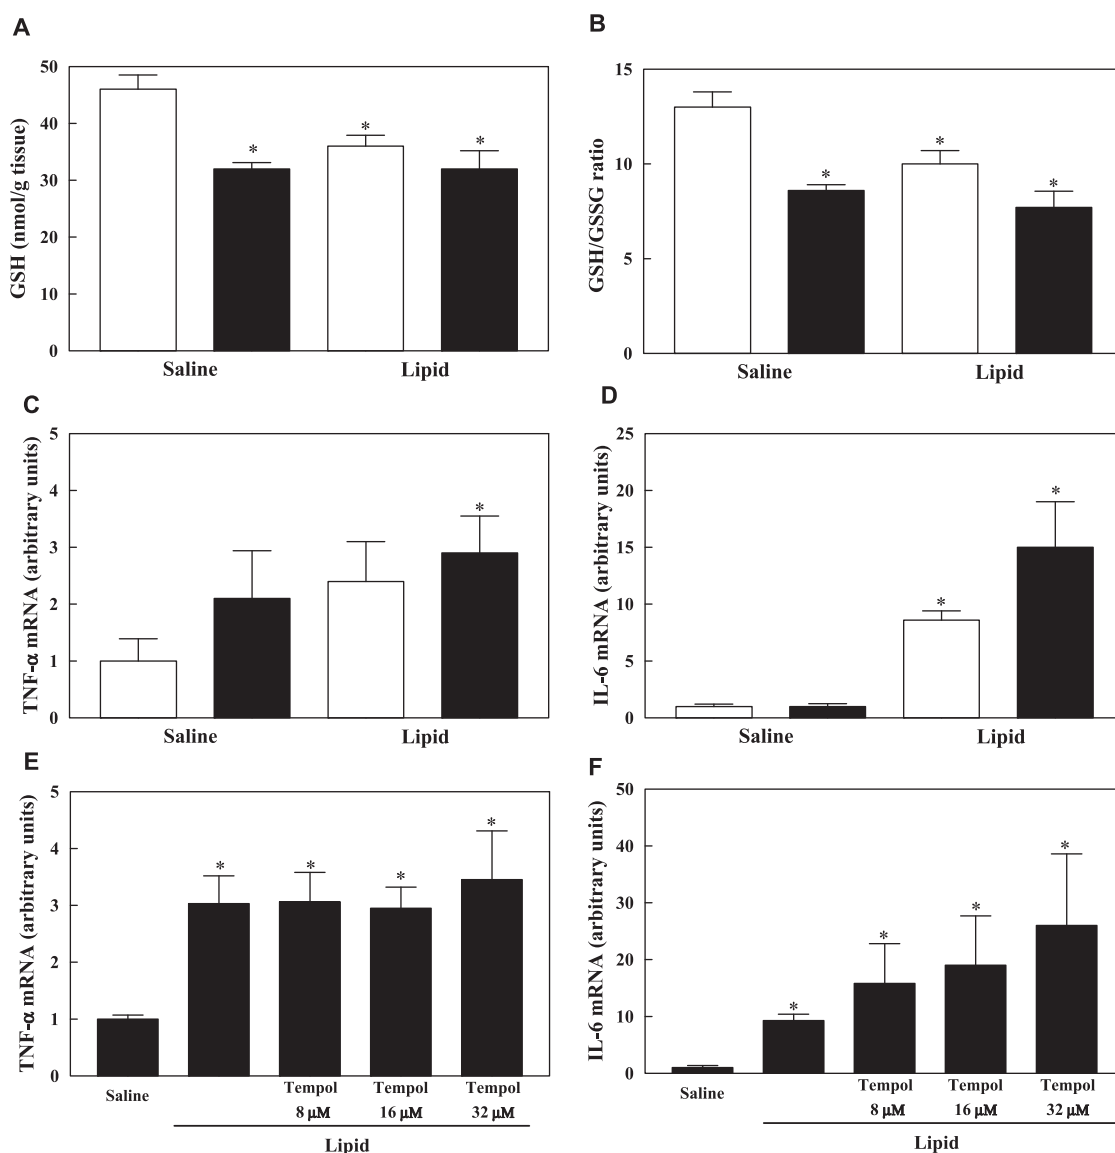 A
GSH (nmol/g tissue)
50
40
30
20
10
0
*
*
*
Saline
Lipid
B
GSH/GSSG ratio
15
10
5
0
*
*
*
Saline
Lipid
C
TNF-α mRNA (arbitrary units)
5
4
3
2
1
0
*
Saline
Lipid
D
IL-6 mRNA (arbitrary units)
25
20
15
10
5
0
*
*
Saline
Lipid
E
TNF-α mRNA (arbitrary units)
5
4
3
2
1
0
*
*
*
*
Saline
Tempol
8 µM
Tempol
16 µM
Tempol
32 µM
Lipid
F
IL-6 mRNA (arbitrary units)
50
40
30
20
10
0
*
*
*
*
Saline
Tempol
8 µM
Tempol
16 µM
Tempol
32 µM
Lipid